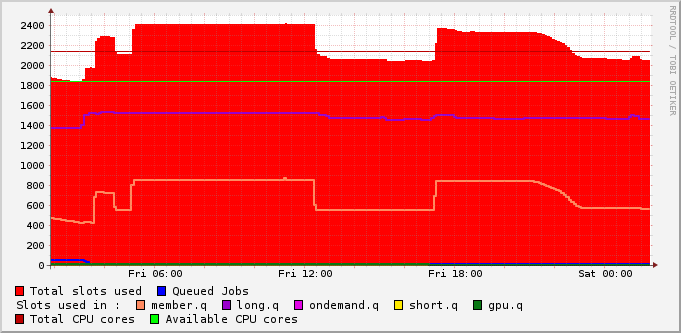 RRDTOOL / TOBI OETIKER
2400
2200
2000
1800
1600
1400
1200
1000
800
600
400
200
0
Fri 06:00 Fri 12:00 Fri 18:00 Sat 00:00
Total slots used Queued Jobs
Slots used in : member.q long.q ondemand.q short.q gpu.q
Total CPU cores Available CPU cores